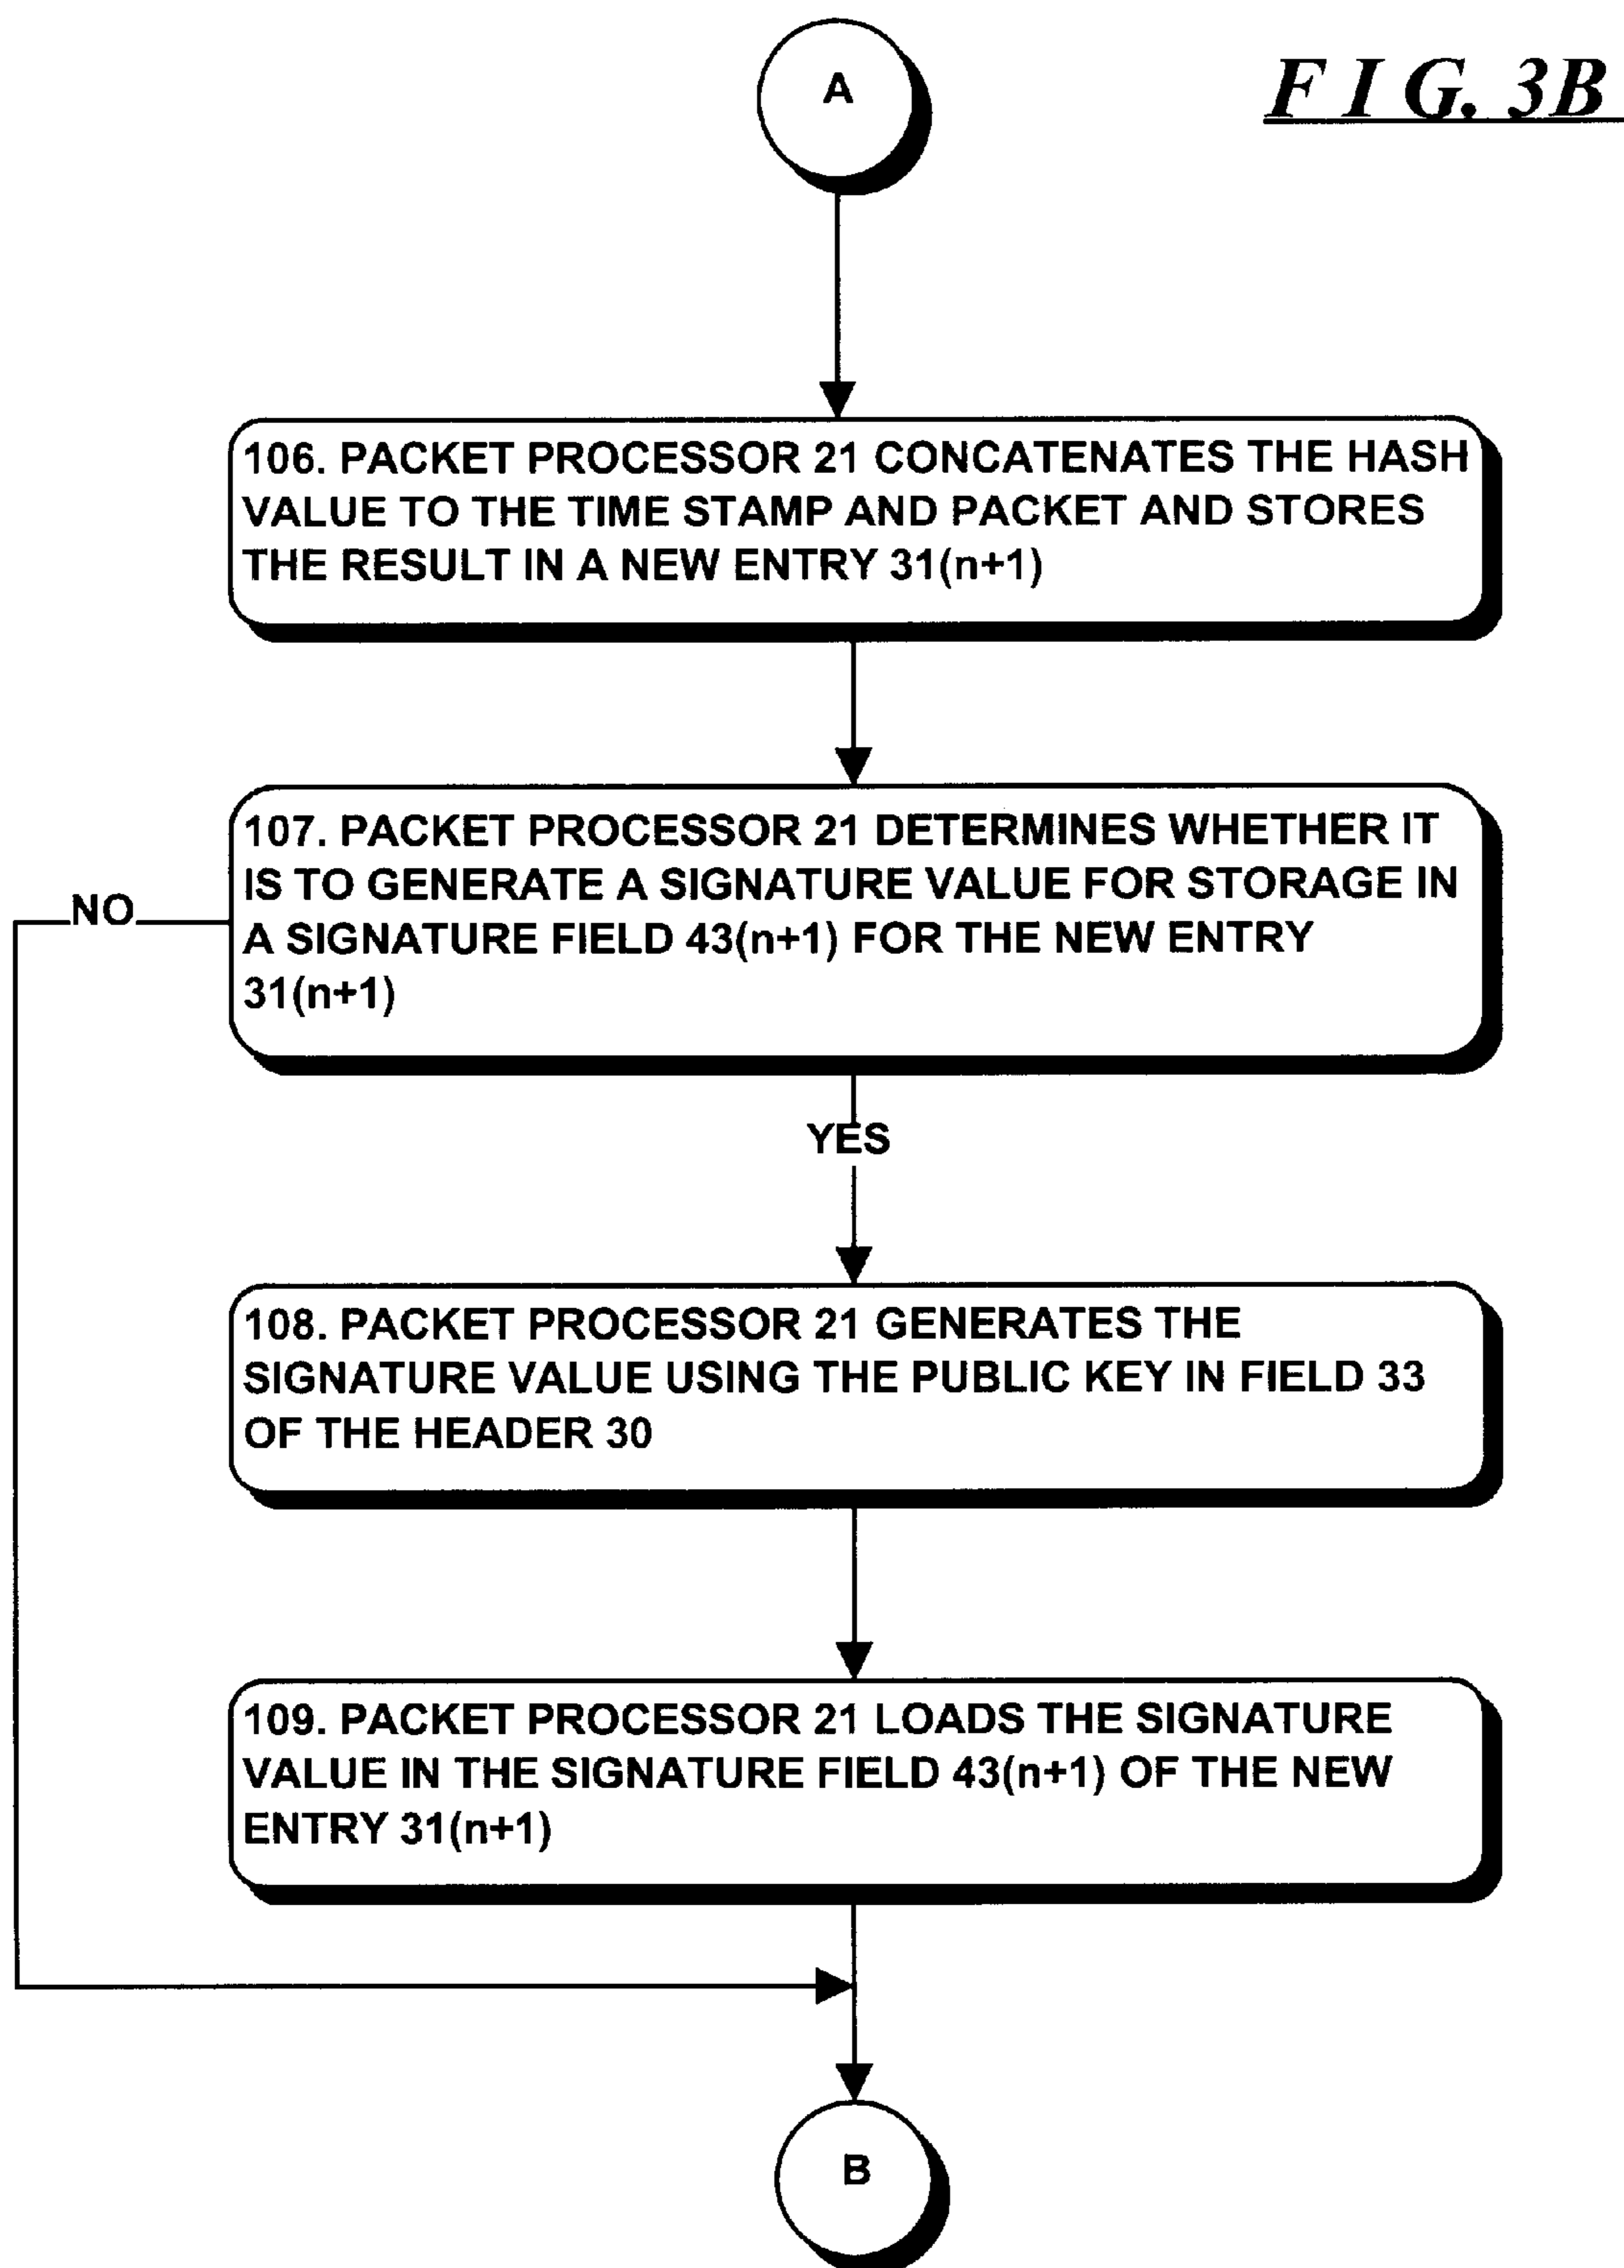 A
F I G. 3B
106. PACKET PROCESSOR 21 CONCATENATES THE HASH
VALUE TO THE TIME STAMP AND PACKET AND STORES
THE RESULT IN A NEW ENTRY 31(n+1)
107. PACKET PROCESSOR 21 DETERMINES WHETHER IT
IS TO GENERATE A SIGNATURE VALUE FOR STORAGE IN
A SIGNATURE FIELD 43(n+1) FOR THE NEW ENTRY
31(n+1)
NO
YES
108. PACKET PROCESSOR 21 GENERATES THE
SIGNATURE VALUE USING THE PUBLIC KEY IN FIELD 33
OF THE HEADER 30
109. PACKET PROCESSOR 21 LOADS THE SIGNATURE
VALUE IN THE SIGNATURE FIELD 43(n+1) OF THE NEW
ENTRY 31(n+1)
B